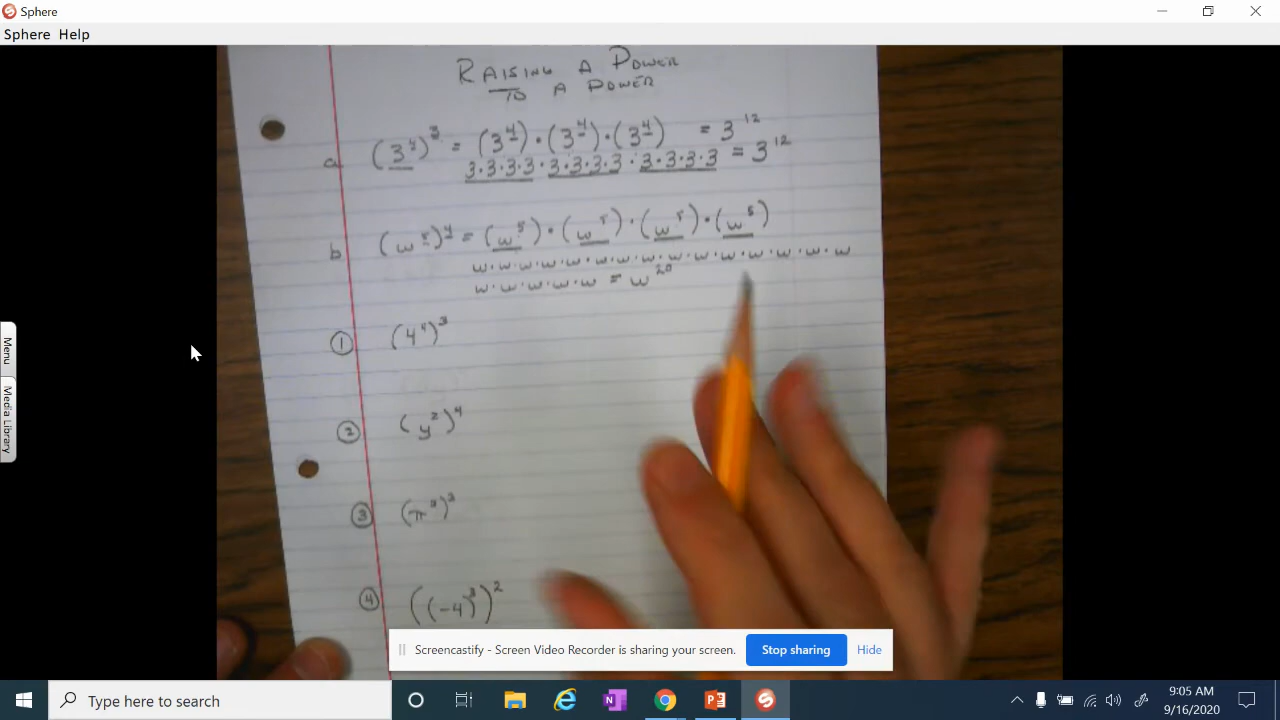 Sphere
Sphere Help
RAISING A POWER
TO A POWER
a (3⁴)³ = (3⁴)·(3⁴)·(3⁴) = 3¹²
3·3·3·3·3·3·3·3·3·3·3·3 = 3¹²
b (w⁵)⁴ = (w⁵)·(w⁵)·(w⁵)·(w⁵)
w·w·w·w·w·w·w·w·w·w·w·w·w·w·w
w·w·w·w·w = w²⁰
① (4⁴)³
② (y²)⁴
③
④ ((-4)³)²
Menu
Media Library
Screencastify - Screen Video Recorder is sharing your screen.
Stop sharing
Hide
Type here to search
9:05 AM
9/16/2020